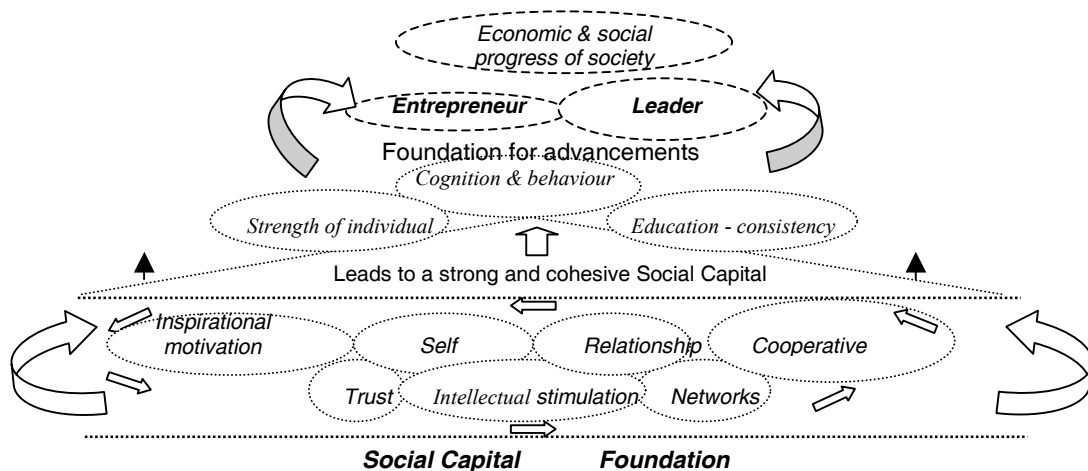 Economic & social
progress of society
Entrepreneur
Leader
Foundation for advancements
Cognition & behaviour
Strength of individual
Education - consistency
Leads to a strong and cohesive Social Capital
Inspirational
motivation
Self
Relationship
Cooperative
Trust
Intellectual stimulation
Networks
Social Capital Foundation